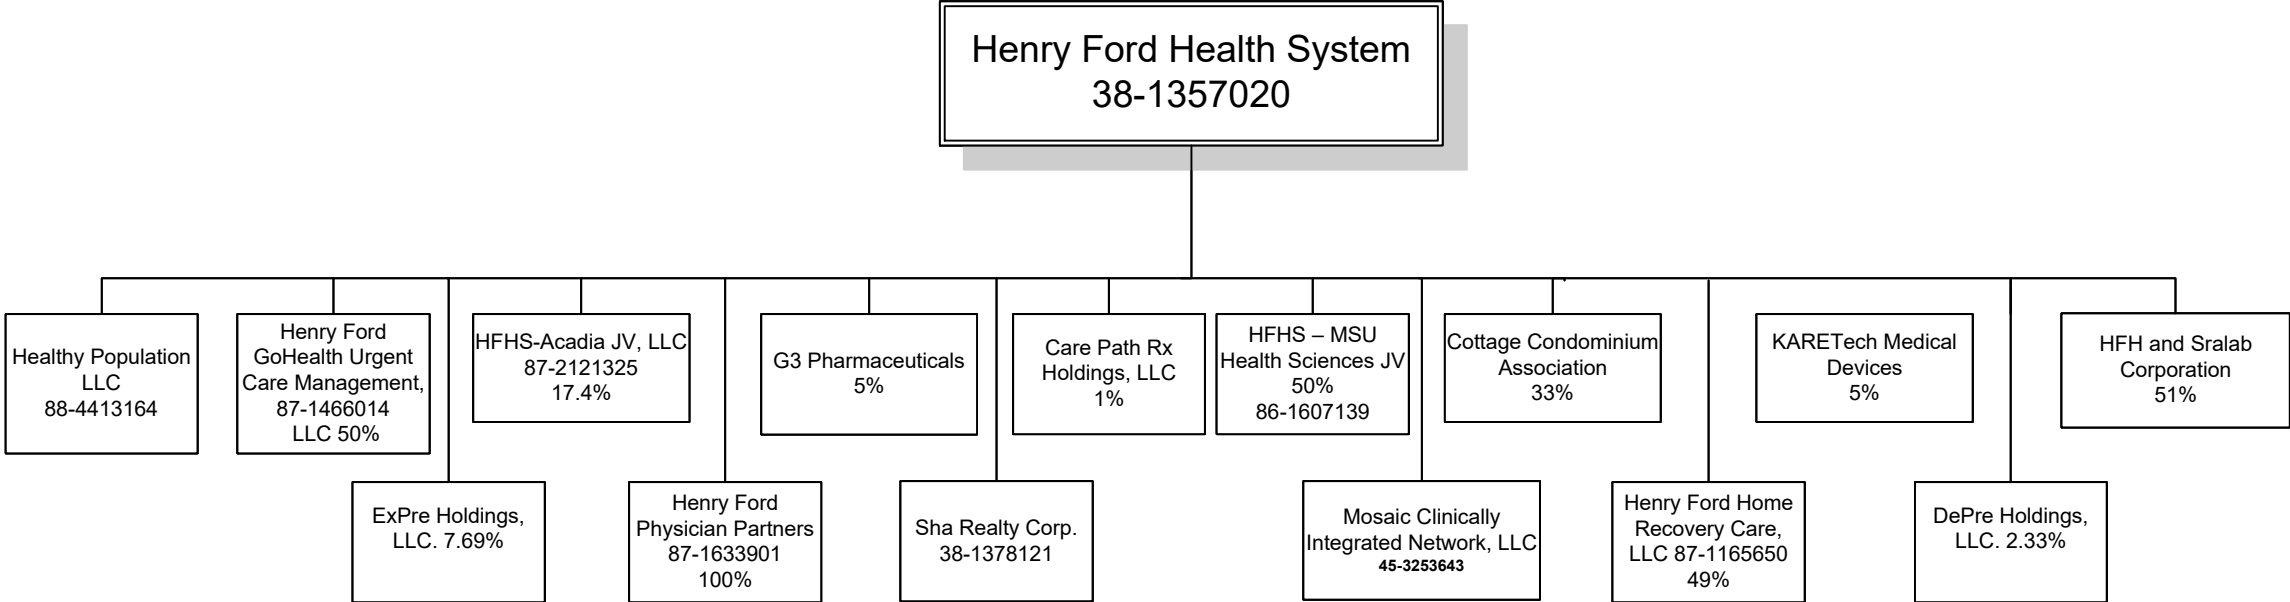 Henry Ford Health System
38-1357020
Healthy Population
LLC
88-4413164
Henry Ford
GoHealth Urgent
Care Management,
87-1466014
LLC 50%
HFHS-Acadia JV, LLC
87-2121325
17.4%
G3 Pharmaceuticals
5%
Care Path Rx
Holdings, LLC
1%
HFHS – MSU
Health Sciences JV
50%
86-1607139
Cottage Condominium
Association
33%
KARETech Medical
Devices
5%
HFH and Sralab
Corporation
51%
ExPre Holdings,
LLC. 7.69%
Henry Ford
Physician Partners
87-1633901
100%
Sha Realty Corp.
38-1378121
Mosaic Clinically
Integrated Network, LLC
45-3253643
Henry Ford Home
Recovery Care,
LLC 87-1165650
49%
DePre Holdings,
LLC. 2.33%